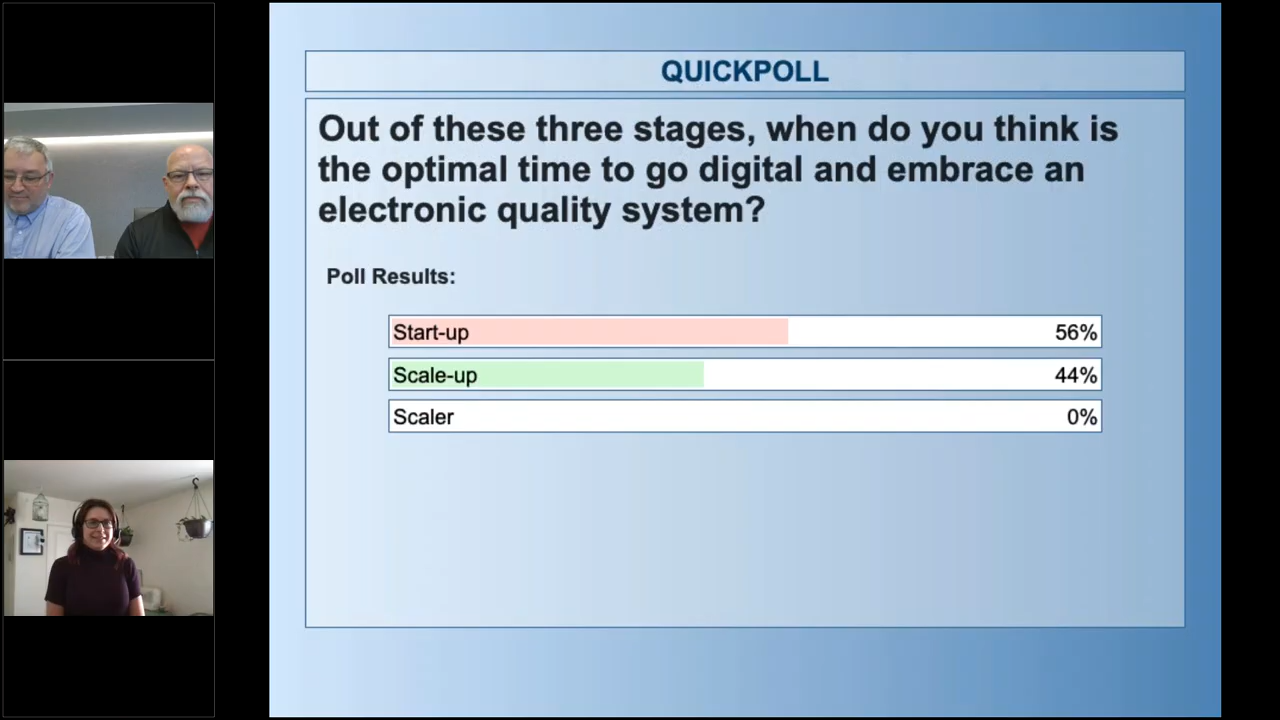 QUICKPOLL
Out of these three stages, when do you think is
the optimal time to go digital and embrace an
electronic quality system?
Poll Results:
Start-up 56%
Scale-up 44%
Scaler 0%